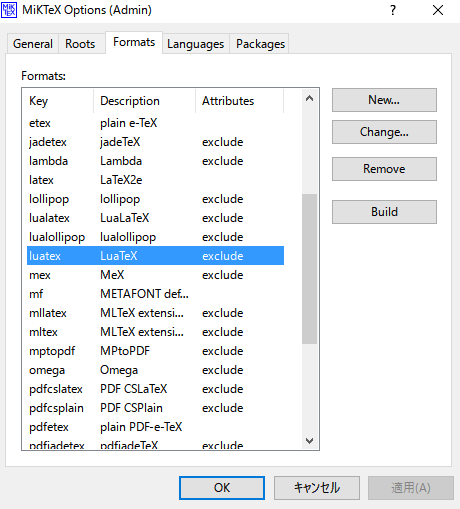 MiKTeX Options (Admin)
General Roots Formats Languages Packages
Formats:
Key Description Attributes
etex plain e-TeX
jadetex jadeTeX exclude
lambda Lambda exclude
latex LaTeX2e
lollipop lollipop exclude
lualatex LuaLaTeX exclude
lualollipop lualollipop exclude
luatex LuaTeX exclude
mex MeX exclude
mf METAFONT def...
mllatex MLTeX extensi... exclude
mltex MLTeX extensi... exclude
mptopdf MPtoPDF exclude
omega Omega exclude
pdfcslatex PDF CSLaTeX exclude
pdfcsplain PDF CSPlain exclude
pdfetex plain PDF-e-TeX
pdfjadetex pdfjadeTeX exclude
New...
Change...
Remove
Build
OK キャンセル 適用(A)